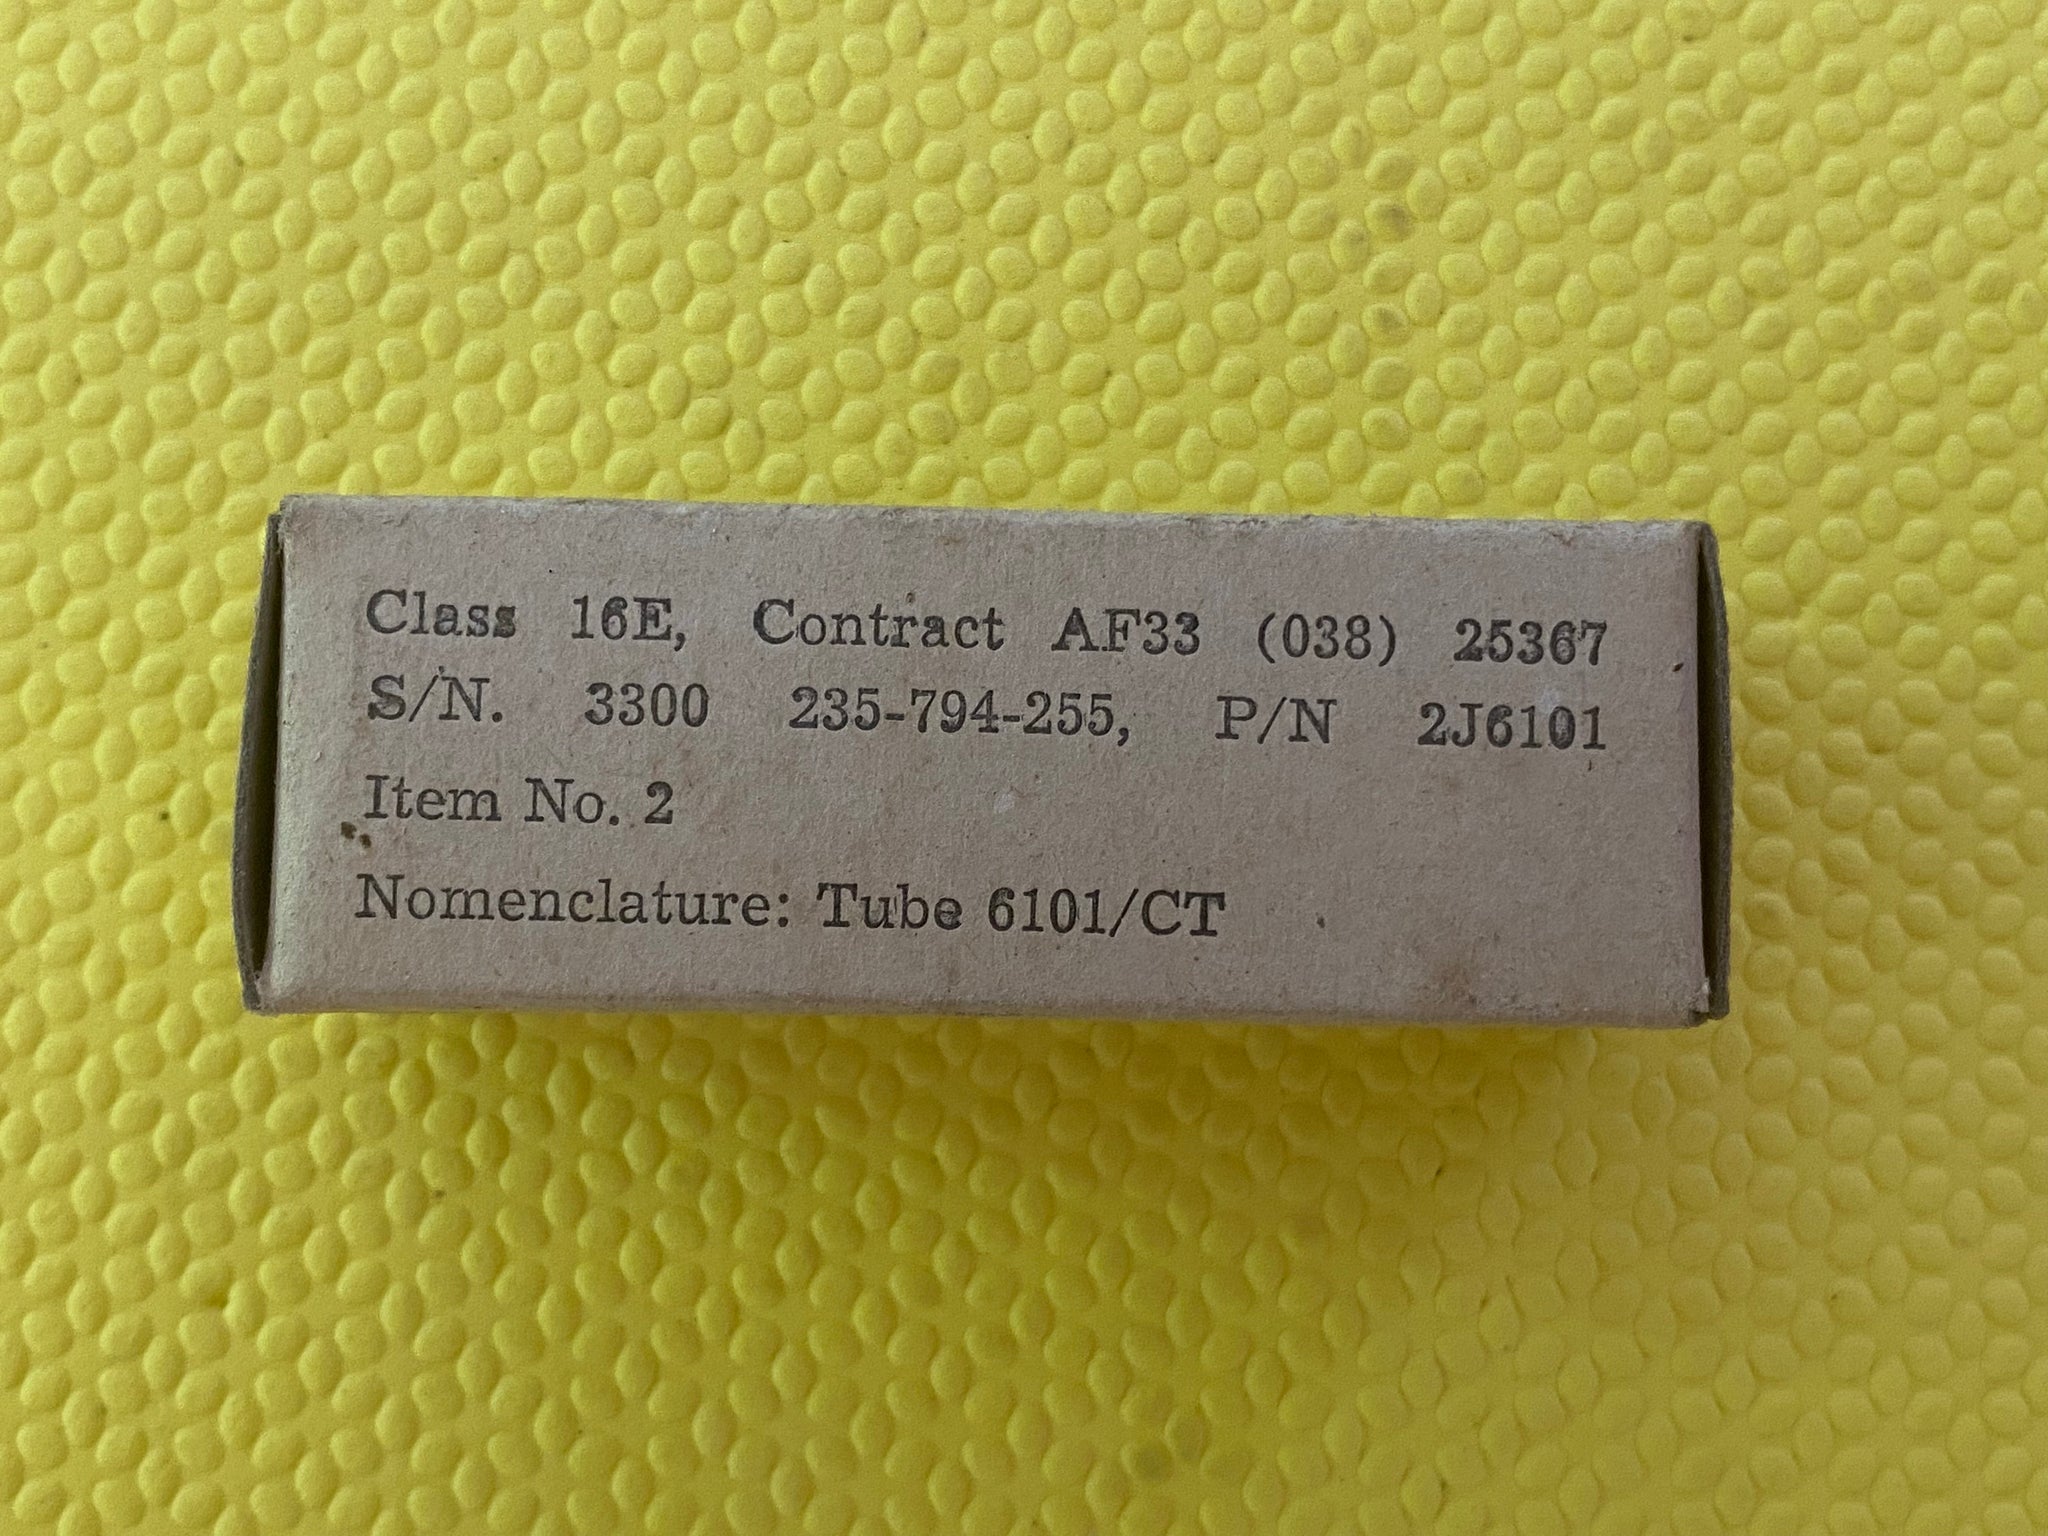 Class 16E, Contract AF33 (038) 25367
S/N. 3300 235-794-255, P/N 2J6101
Item No. 2
Nomenclature: Tube 6101/CT